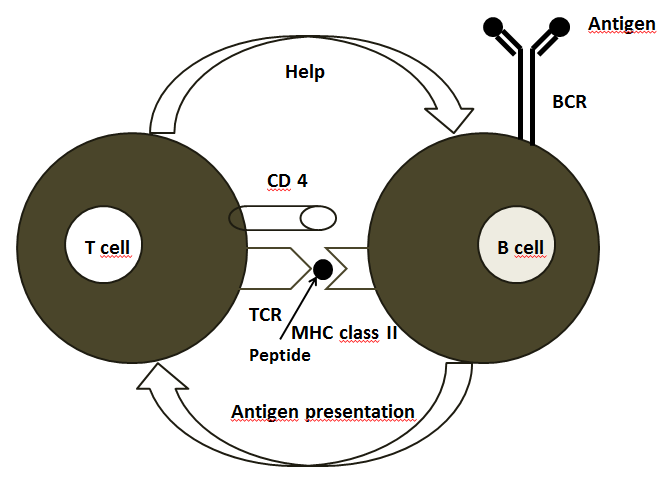 Antigen
Help
BCR
CD 4
T cell
B cell
TCR
MHC class II
Peptide
Antigen presentation